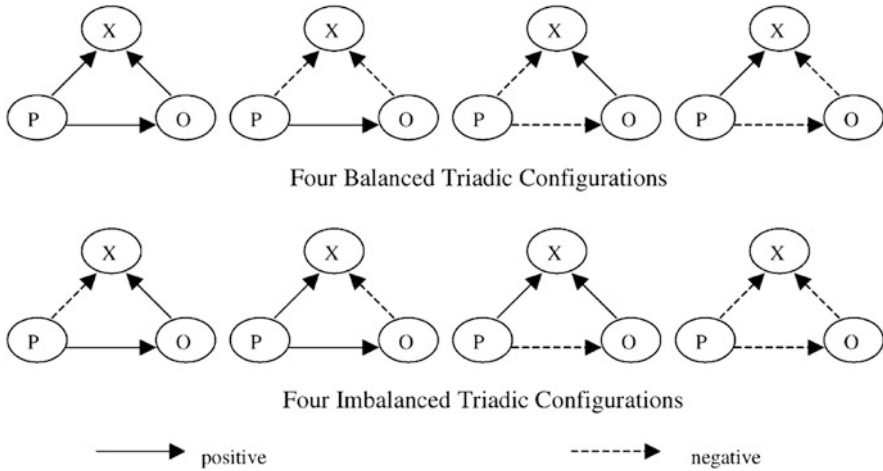 X X X X
P O P O P O P O
Four Balanced Triadic Configurations
X X X X
P O P O P O P O
Four Imbalanced Triadic Configurations
positive negative